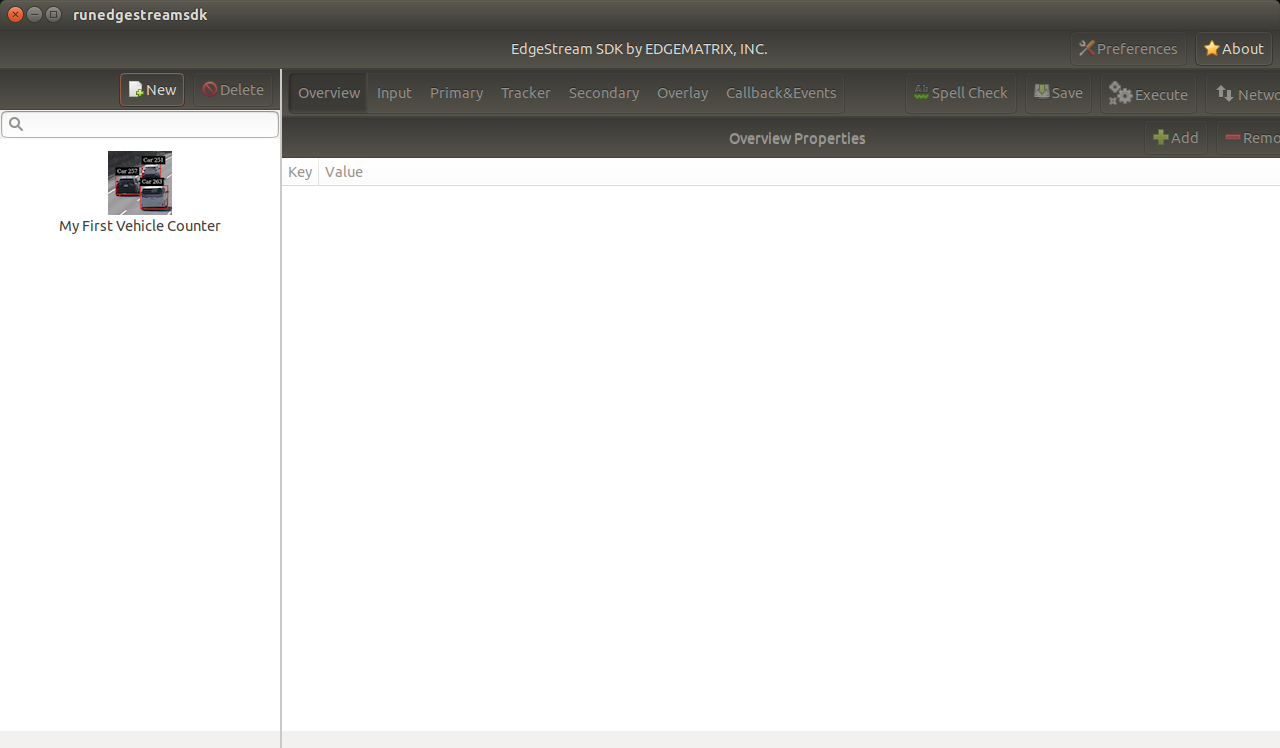 runedgestreamsdk
EdgeStream SDK by EDGEMATRIX, INC.
Preferences
About
New
Delete
Overview
Input
Primary
Tracker
Secondary
Overlay
Callback&Events
Spell Check
Save
Execute
Netwo
Overview Properties
Add
Remo
Key
Value
Car 251
Car 257
Car 263
My First Vehicle Counter